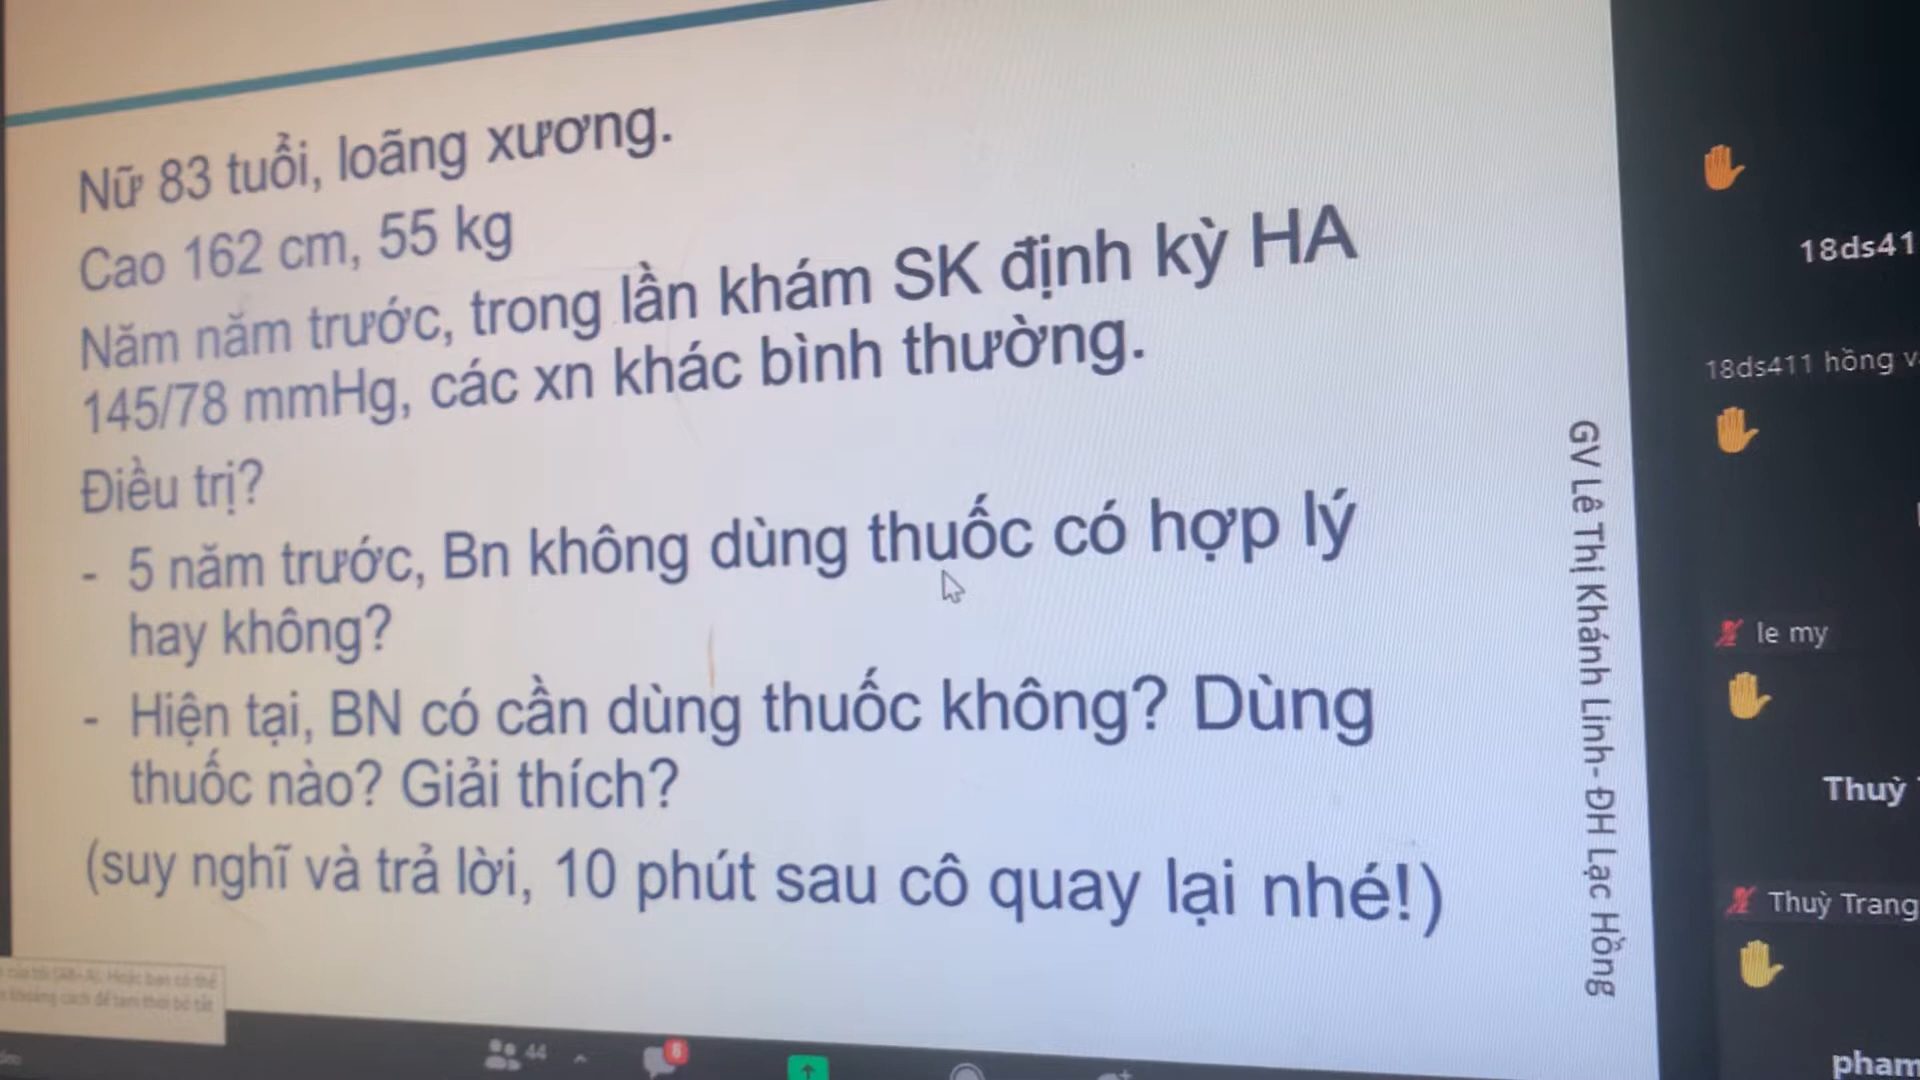 Nữ 83 tuổi, loãng xương.
Cao 162 cm, 55 kg
Năm năm trước, trong lần khám SK định kỳ HA
145/78 mmHg, các xn khác bình thường.
Điều trị?
- 5 năm trước, Bn không dùng thuốc có hợp lý
hay không?
- Hiện tại, BN có cần dùng thuốc không? Dùng
thuốc nào? Giải thích?
(suy nghĩ và trả lời, 10 phút sau cô quay lại nhé!)
GV Lê Thị Khánh Linh- ĐH Lạc Hồng
18ds41
18ds411 hồng v
le my
Thuỳ
Thuỳ Trang
pham
44
6